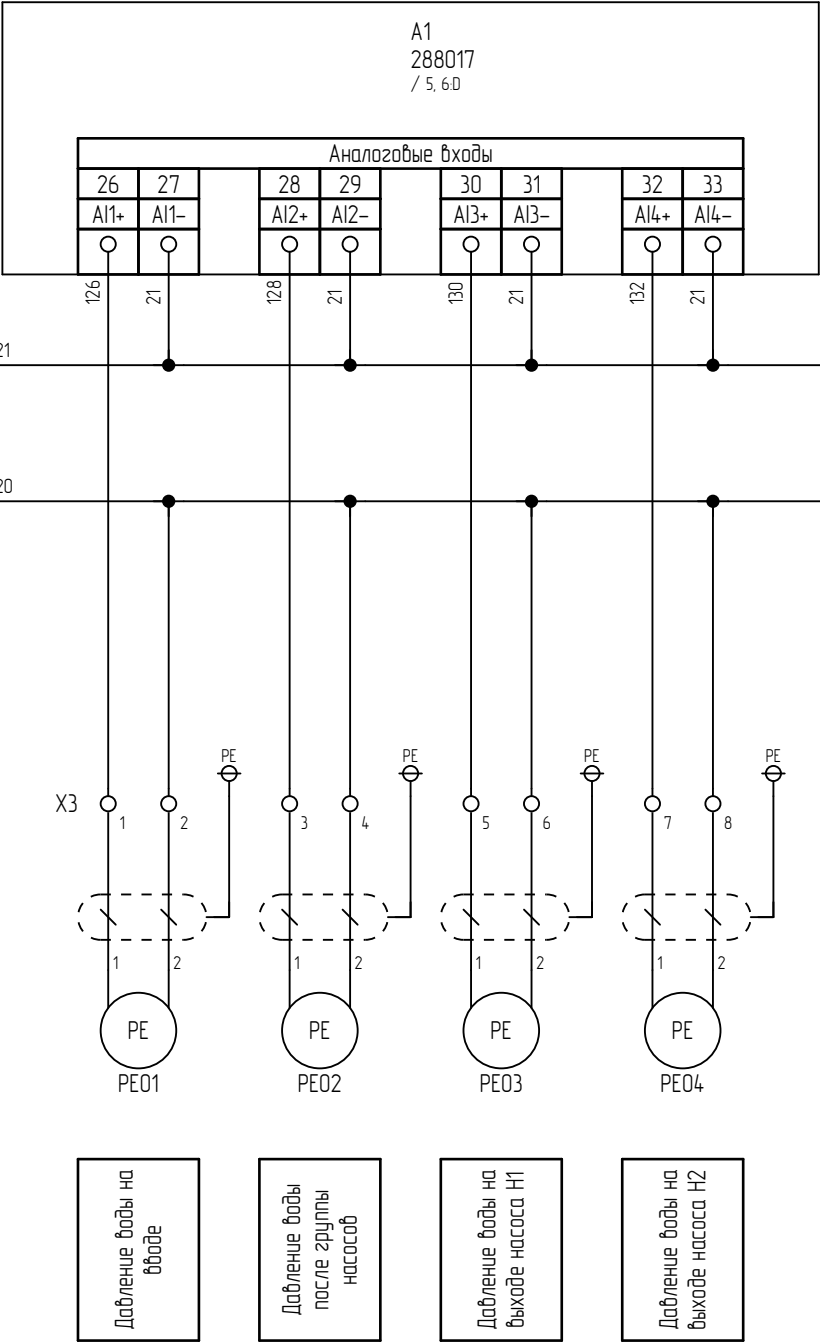 A1
288017
/ 5, 6:D
Аналоговые входы
26 27 28 29 30 31 32 33
AI1+ AI1– AI2+ AI2– AI3+ AI3– AI4+ AI4–
126 21 128 21 130 21 132 21
21
20
PE PE PE PE
X3 1 2 3 4 5 6 7 8
1 2 1 2 1 2 1 2
PE PE PE PE
PE01 PE02 PE03 PE04
Давление воды на
вводе
Давление воды
после группы
насосов
Давление воды на
выходе насоса Н1
Давление воды на
выходе насоса Н2